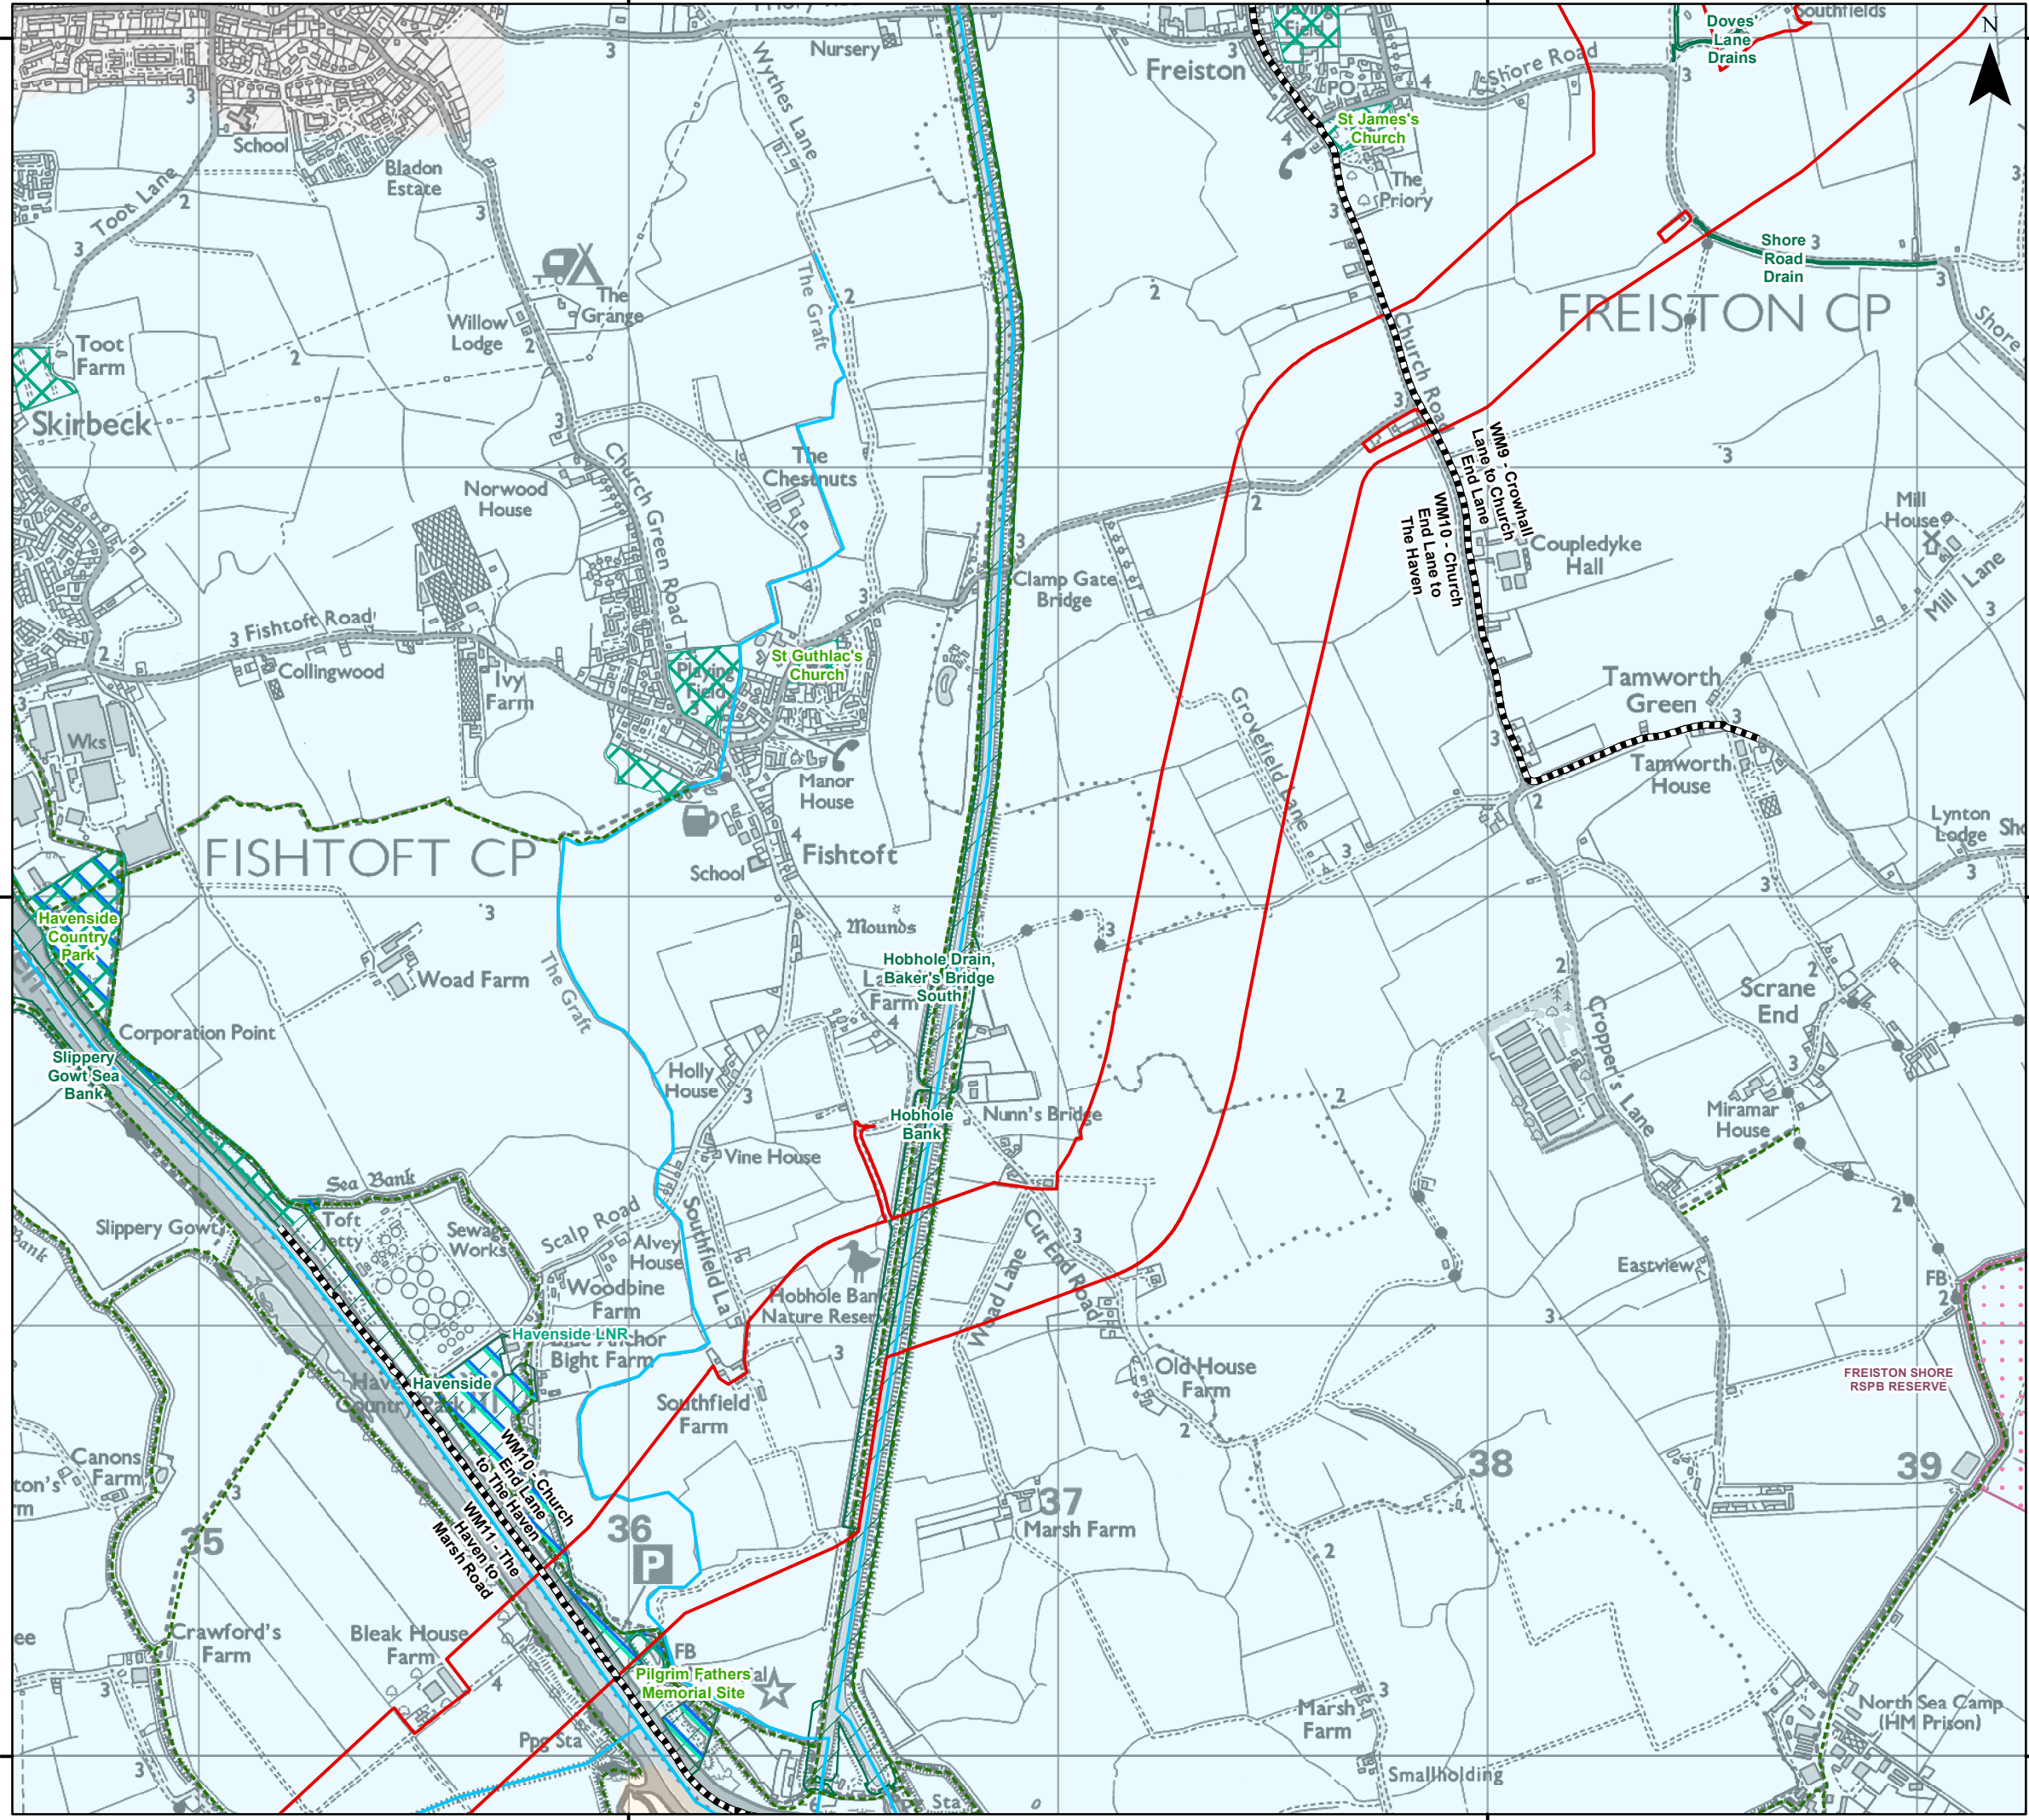 Nursery
Wythes Lane
Freiston
PO
Shore Road
Southfields
Doves'
Lane
Drains
N
School
Bladon
Estate
Toot Lane
St James's
Church
The
Priory
Shore
Road
Drain
FREISTON CP
Shore
The
Grange
Willow
Lodge
The Graft
Toot
Farm
Skirbeck
Church Road
The
Chestnuts
Church Green Road
Norwood
House
WM9 - Crowhall
Lane to Church
End Lane
WM10 - Church
End Lane to
The Haven
Coupledyke
Hall
Mill
House
Mill Lane
Clamp Gate
Bridge
Fishtoft Road
Collingwood
Ivy
Farm
Playing
Field
St Guthlac's
Church
Wks
Manor
House
Grovefield Lane
Tamworth
Green
Tamworth
House
Lynton
Lodge
FISHTOFT CP
School
Fishtoft
Mounds
Havenside
Country
Park
Woad Farm
The Graft
Hobhole Drain,
Baker's Bridge
South
Farm
Scrane
End
Cropper's Lane
Corporation Point
Slippery
Gowt Sea
Bank
Holly
House
Hobhole
Bank
Nunn's Bridge
Miramar
House
Vine House
Sea Bank
Slippery Gowt
Toft
Sewage
Works
Scalp Road
Alvey
House
Southfield La
Woodbine
Farm
Hobhole Bank
Nature Reserve
Woad Lane
Cut End Road
Eastview
FB
Bank
Havenside LNR
Bight Farm
Havenside
Country Park
Southfield
Farm
Old House
Farm
FREISTON SHORE
RSPB RESERVE
Canons
Farm
WM10 - Church
End Lane
to The Haven
WM11 - The
Haven to
Marsh Road
35
36
37
38
39
P
Marsh Farm
Crawford's
Farm
Bleak House
Farm
FB
Pilgrim Fathers
Memorial Site
Ppg Sta
Marsh
Farm
North Sea Camp
(HM Prison)
Smallholding
Sta